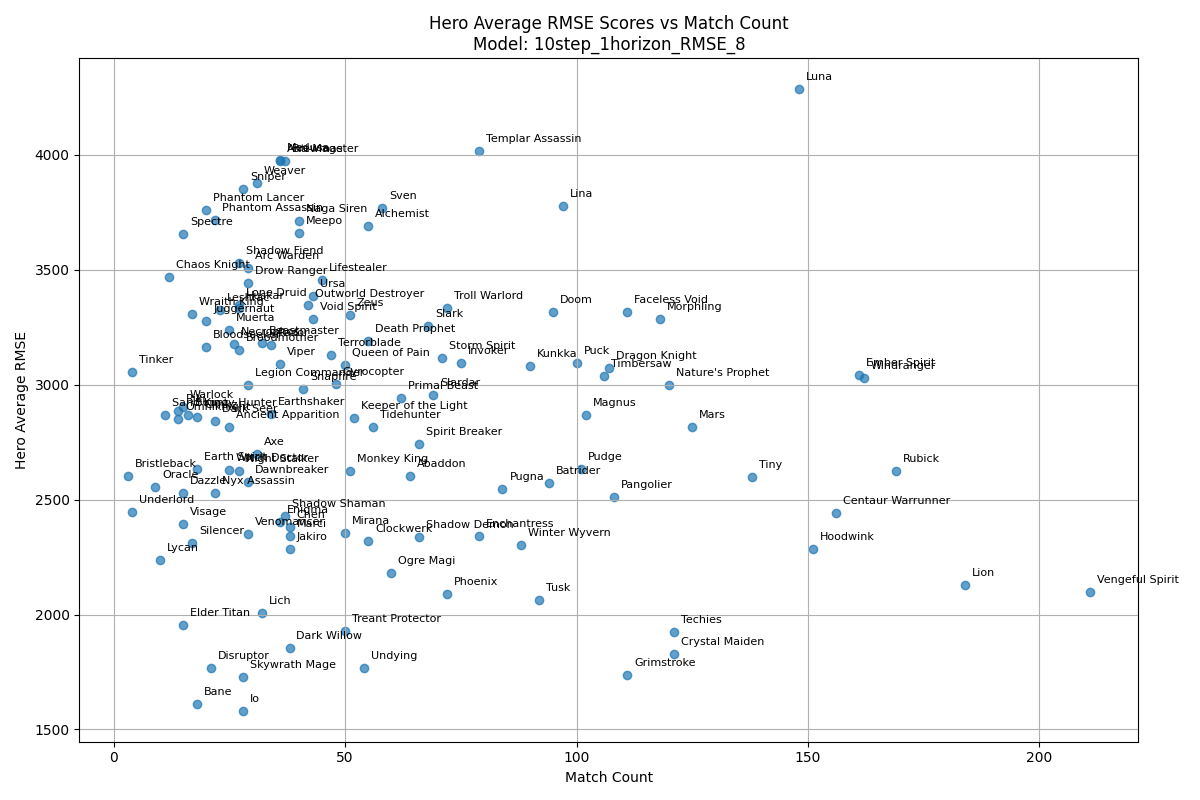 Hero Average RMSE Scores vs Match Count
Model: 10step_1horizon_RMSE_8
Luna
Templar Assassin
Weaver
Sniper
Phantom Lancer
Sven
Lina
Phantom Assassin
Naga Siren
Alchemist
Spectre
Meepo
Shadow Fiend
Arc Warden
Chaos Knight
Drow Ranger
Lifestealer
Ursa
Lone Druid
Outworld Destroyer
Troll Warlord
Doom
Faceless Void
Wraith King
Zeus
Void Spirit
Morphling
Juggernaut
Slark
Muerta
Death Prophet
Beastmaster
Broodmother
Terrorblade
Storm Spirit
Viper
Queen of Pain
Invoker
Kunkka
Puck
Dragon Knight
Tinker
Timbersaw
Ember Spirit
Windranger
Legion Commander
Gyrocopter
Snapfire
Nature's Prophet
Primal Beast
Slardar
Warlock
Earthshaker
Keeper of the Light
Magnus
Ancient Apparition
Tidehunter
Mars
Spirit Breaker
Axe
Earth Spirit
Night Stalker
Bristleback
Dawnbreaker
Monkey King
Abaddon
Pudge
Rubick
Oracle
Batrider
Tiny
Dazzle
Nyx Assassin
Pugna
Pangolier
Underlord
Shadow Shaman
Centaur Warrunner
Visage
Enigma
Chen
Venomancer
Marci
Mirana
Silencer
Jakiro
Clockwerk
Shadow Demon
Enchantress
Winter Wyvern
Hoodwink
Lycan
Ogre Magi
Phoenix
Tusk
Lion
Vengeful Spirit
Lich
Elder Titan
Treant Protector
Techies
Dark Willow
Crystal Maiden
Disruptor
Skywrath Mage
Undying
Grimstroke
Bane
Io
4000
3500
3000
2500
2000
1500
Hero Average RMSE
0 50 100 150 200
Match Count